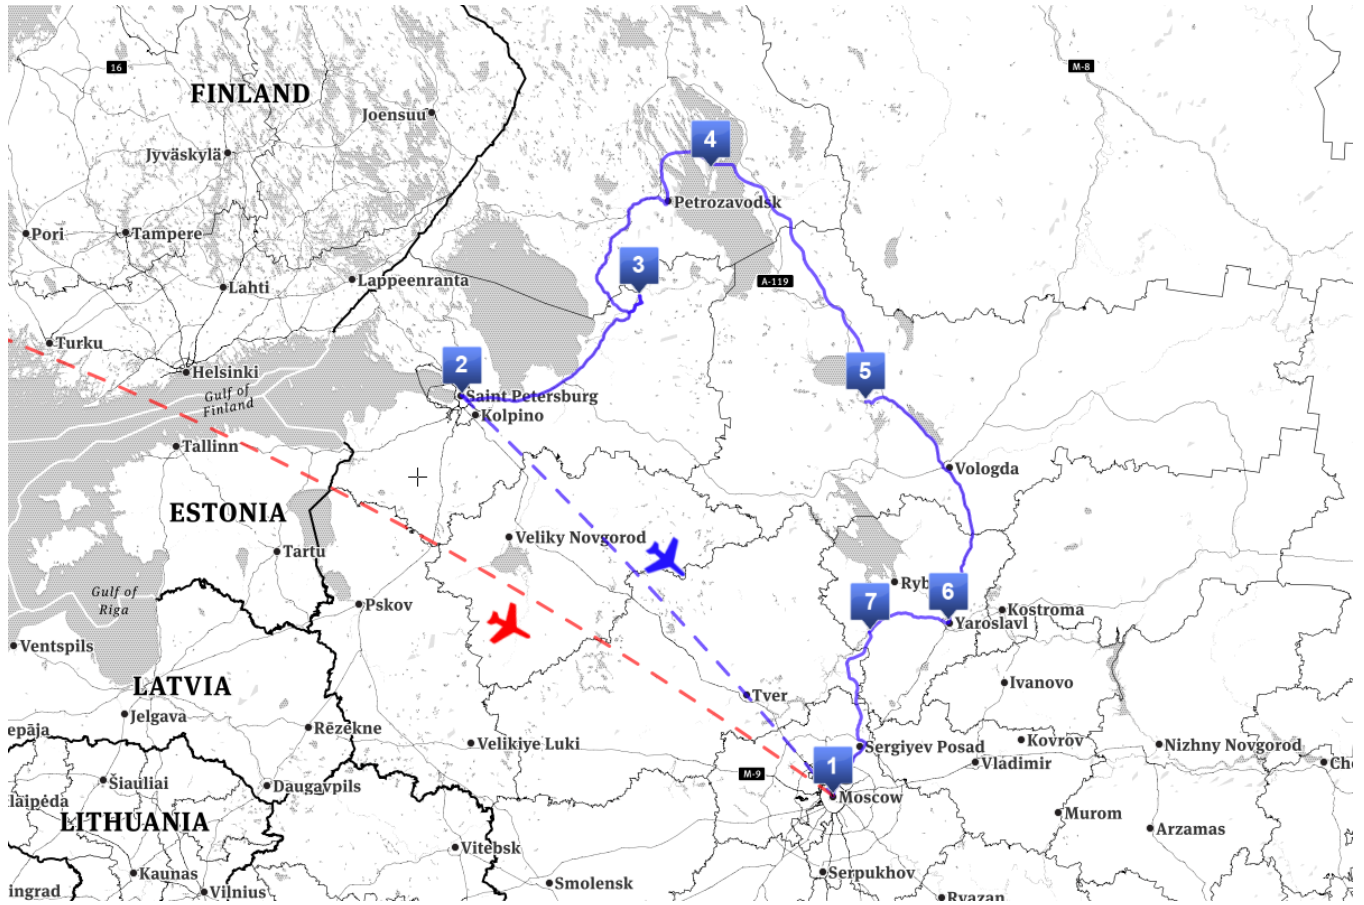 16
M-8
FINLAND
Joensuu
Jyväskylä
4
Petrozavodsk
Pori
Tampere
3
Lahti
Lappeenranta
A-119
Turku
Helsinki
2
5
Gulf of
Finland
Saint Petersburg
Kolpino
Tallinn
Vologda
ESTONIA
Veliky Novgorod
Tartu
Gulf of
Riga
Pskov
Ryb
6
7
Kostroma
Yaroslavl
Ventspils
LATVIA
Ivanovo
Tver
Jelgava
epāja
Rēzekne
Velikiye Luki
Sergiyev Posad
Kovrov
Nizhny Novgorod
Vladimir
Che
1
M-9
Šiauliai
Daugavpils
Moscow
laipėda
LITHUANIA
Murom
Arzamas
Vitebsk
Kaunas
Smolensk
Serpukhov
ingrad
Vilnius
Ryazan